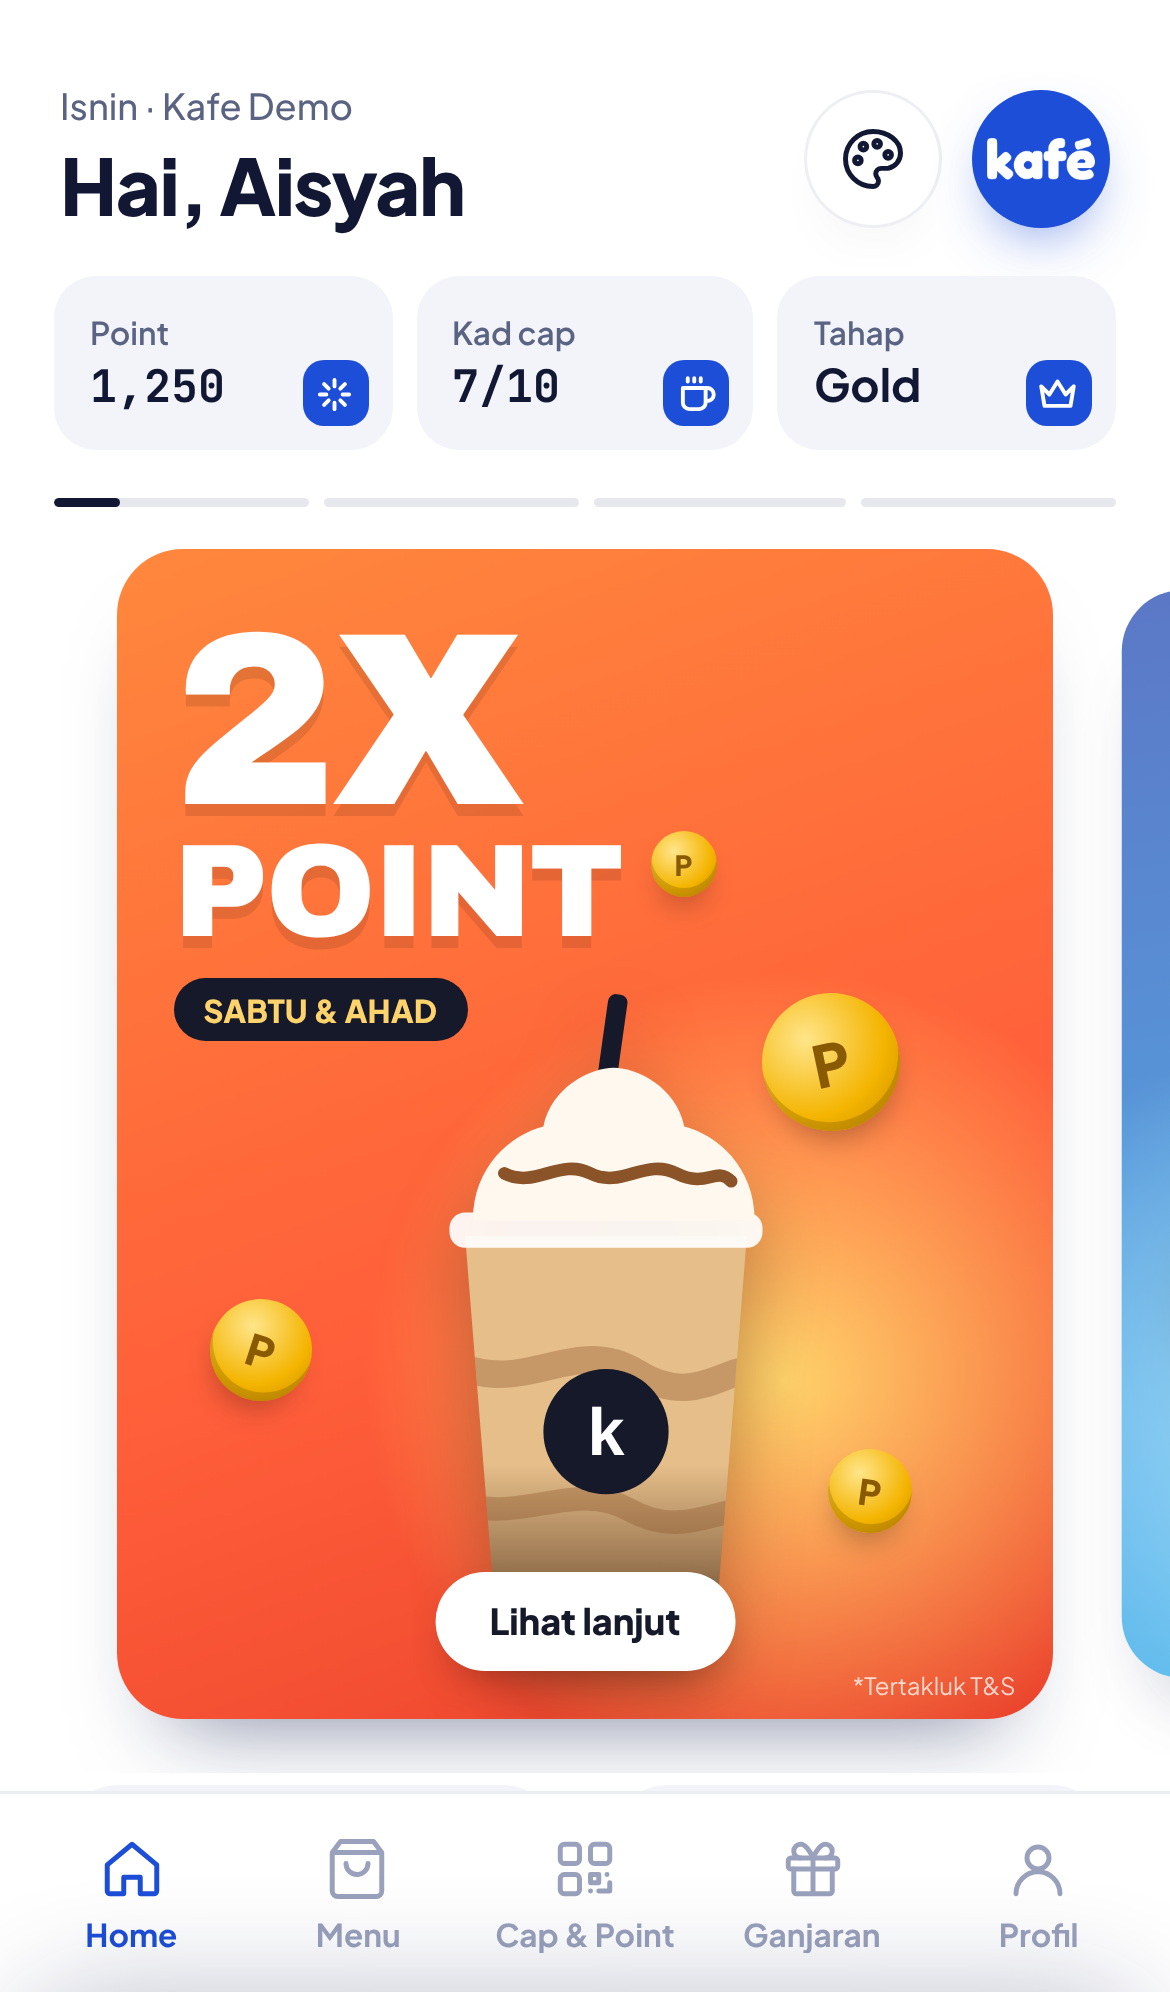 Isnin · Kafe Demo
Hai, Aisyah
kafé
Point
1,250
Kad cap
7/10
Tahap
Gold
2X
POINT
P
SABTU & AHAD
P
P
k
P
Lihat lanjut
*Tertakluk T&S
Home
Menu
Cap & Point
Ganjaran
Profil